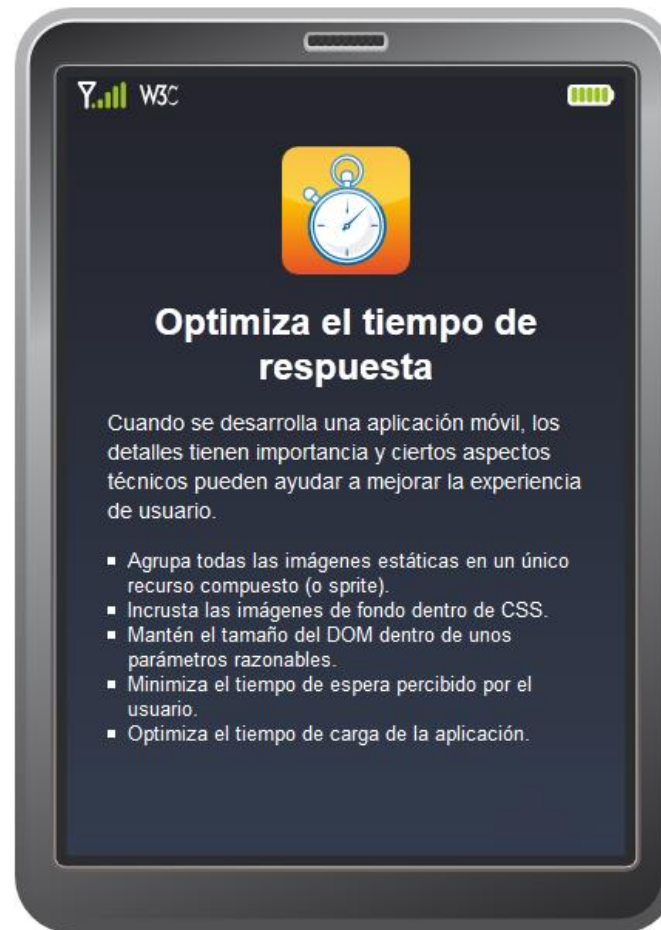 W3C
Optimiza el tiempo de
respuesta
Cuando se desarrolla una aplicación móvil, los
detalles tienen importancia y ciertos aspectos
técnicos pueden ayudar a mejorar la experiencia
de usuario.
▪ Agrupa todas las imágenes estáticas en un único
recurso compuesto (o sprite).
▪ Incrusta las imágenes de fondo dentro de CSS.
▪ Mantén el tamaño del DOM dentro de unos
parámetros razonables.
▪ Minimiza el tiempo de espera percibido por el
usuario.
▪ Optimiza el tiempo de carga de la aplicación.